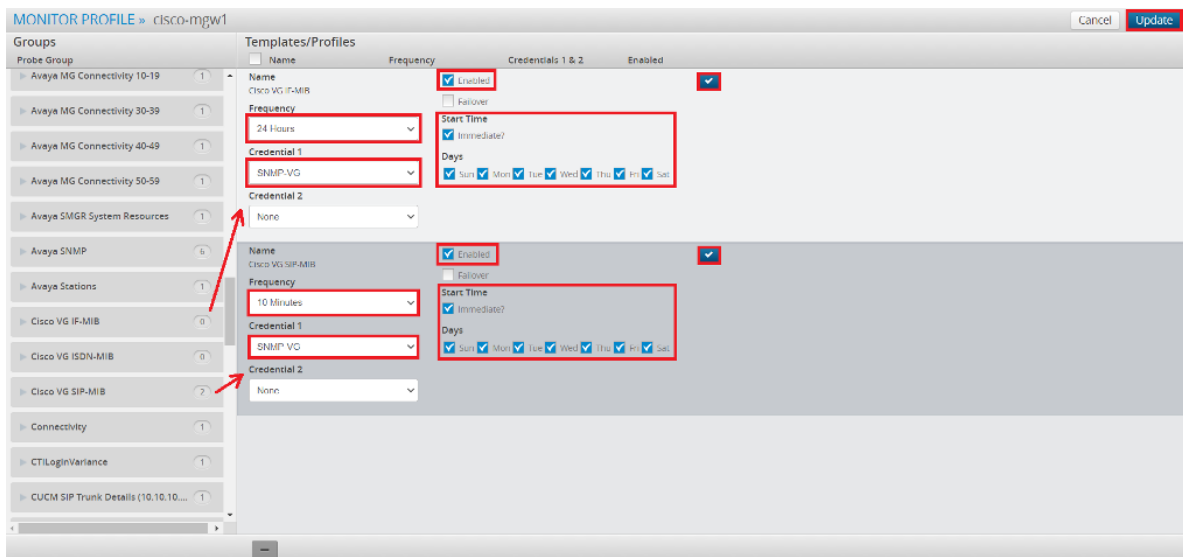 MONITOR PROFILE » cisco-mgw1
Cancel
Update
Groups
Templates/Profiles
Probe Group
Name
Frequency
Credentials 1 & 2
Enabled
Avaya MG Connectivity 10-19 1
Avaya MG Connectivity 30-39 1
Avaya MG Connectivity 40-49 1
Avaya MG Connectivity 50-59 1
Avaya SMGR System Resources 1
Avaya SNMP 6
Avaya Stations 1
Cisco VG IF-MIB 0
Cisco VG ISDN-MIB 0
Cisco VG SIP-MIB 2
Connectivity 1
CTILoginVariance 1
CUCM SIP Trunk Details (10.10.10.... 1
Name
Cisco VG IF-MIB
Enabled
Failover
Frequency
24 Hours
Start Time
Immediate?
Credential 1
SNMP-VG
Days
Sun Mon Tue Wed Thu Fri Sat
Credential 2
None
Name
Cisco VG SIP-MIB
Enabled
Failover
Frequency
10 Minutes
Start Time
Immediate?
Credential 1
SNMP-VG
Days
Sun Mon Tue Wed Thu Fri Sat
Credential 2
None